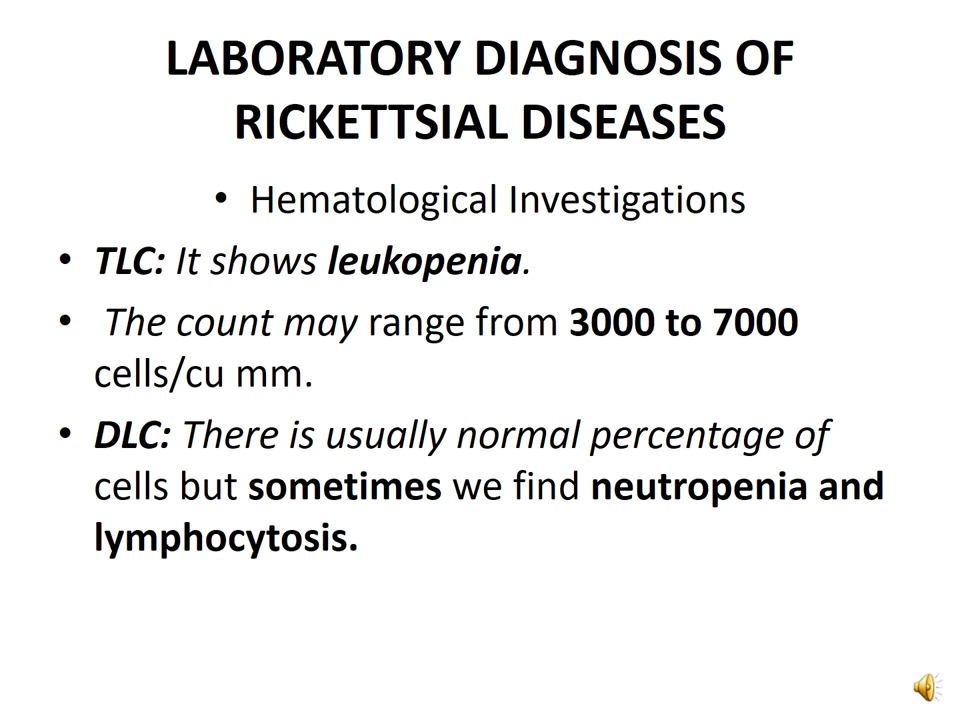 LABORATORY DIAGNOSIS OF
RICKETTSIAL DISEASES
• Hematological Investigations
• TLC: It shows leukopenia.
• The count may range from 3000 to 7000
cells/cu mm.
• DLC: There is usually normal percentage of
cells but sometimes we find neutropenia and
lymphocytosis.